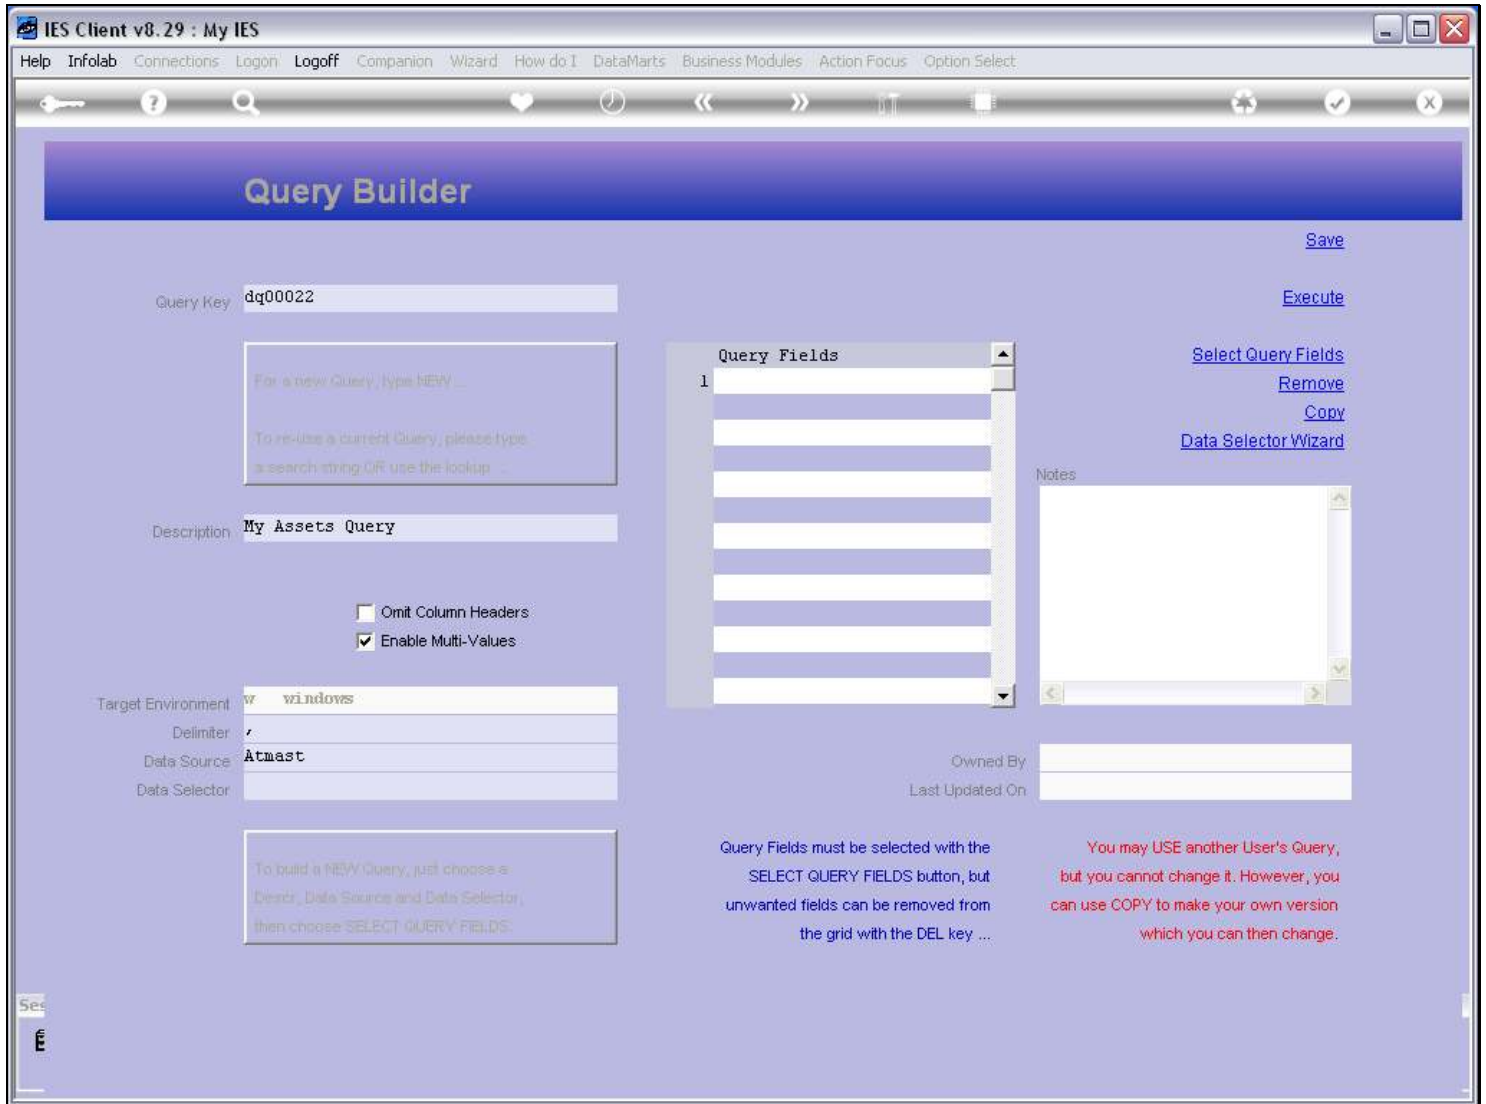 IES Client v8.29 : My IES
Help Infolab Connections Logon Logoff Companion Wizard How do I DataMarts Business Modules Action Focus Option Select
Query Builder
Save
Query Key dq00022
Execute
For a new Query, type NEW ...
To re-use a current Query, please type
a search string OR use the lookup ...
Query Fields
1
Select Query Fields
Remove
Copy
Data Selector Wizard
Notes
Description My Assets Query
Omit Column Headers
Enable Multi-Values
Target Environment w windows
Delimiter ,
Data Source Atmast
Data Selector
Owned By
Last Updated On
To build a NEW Query, just choose a
Descr, Data Source and Data Selector,
then choose SELECT QUERY FIELDS.
Query Fields must be selected with the
SELECT QUERY FIELDS button, but
unwanted fields can be removed from
the grid with the DEL key ...
You may USE another User's Query,
but you cannot change it. However, you
can use COPY to make your own version
which you can then change.
Ses